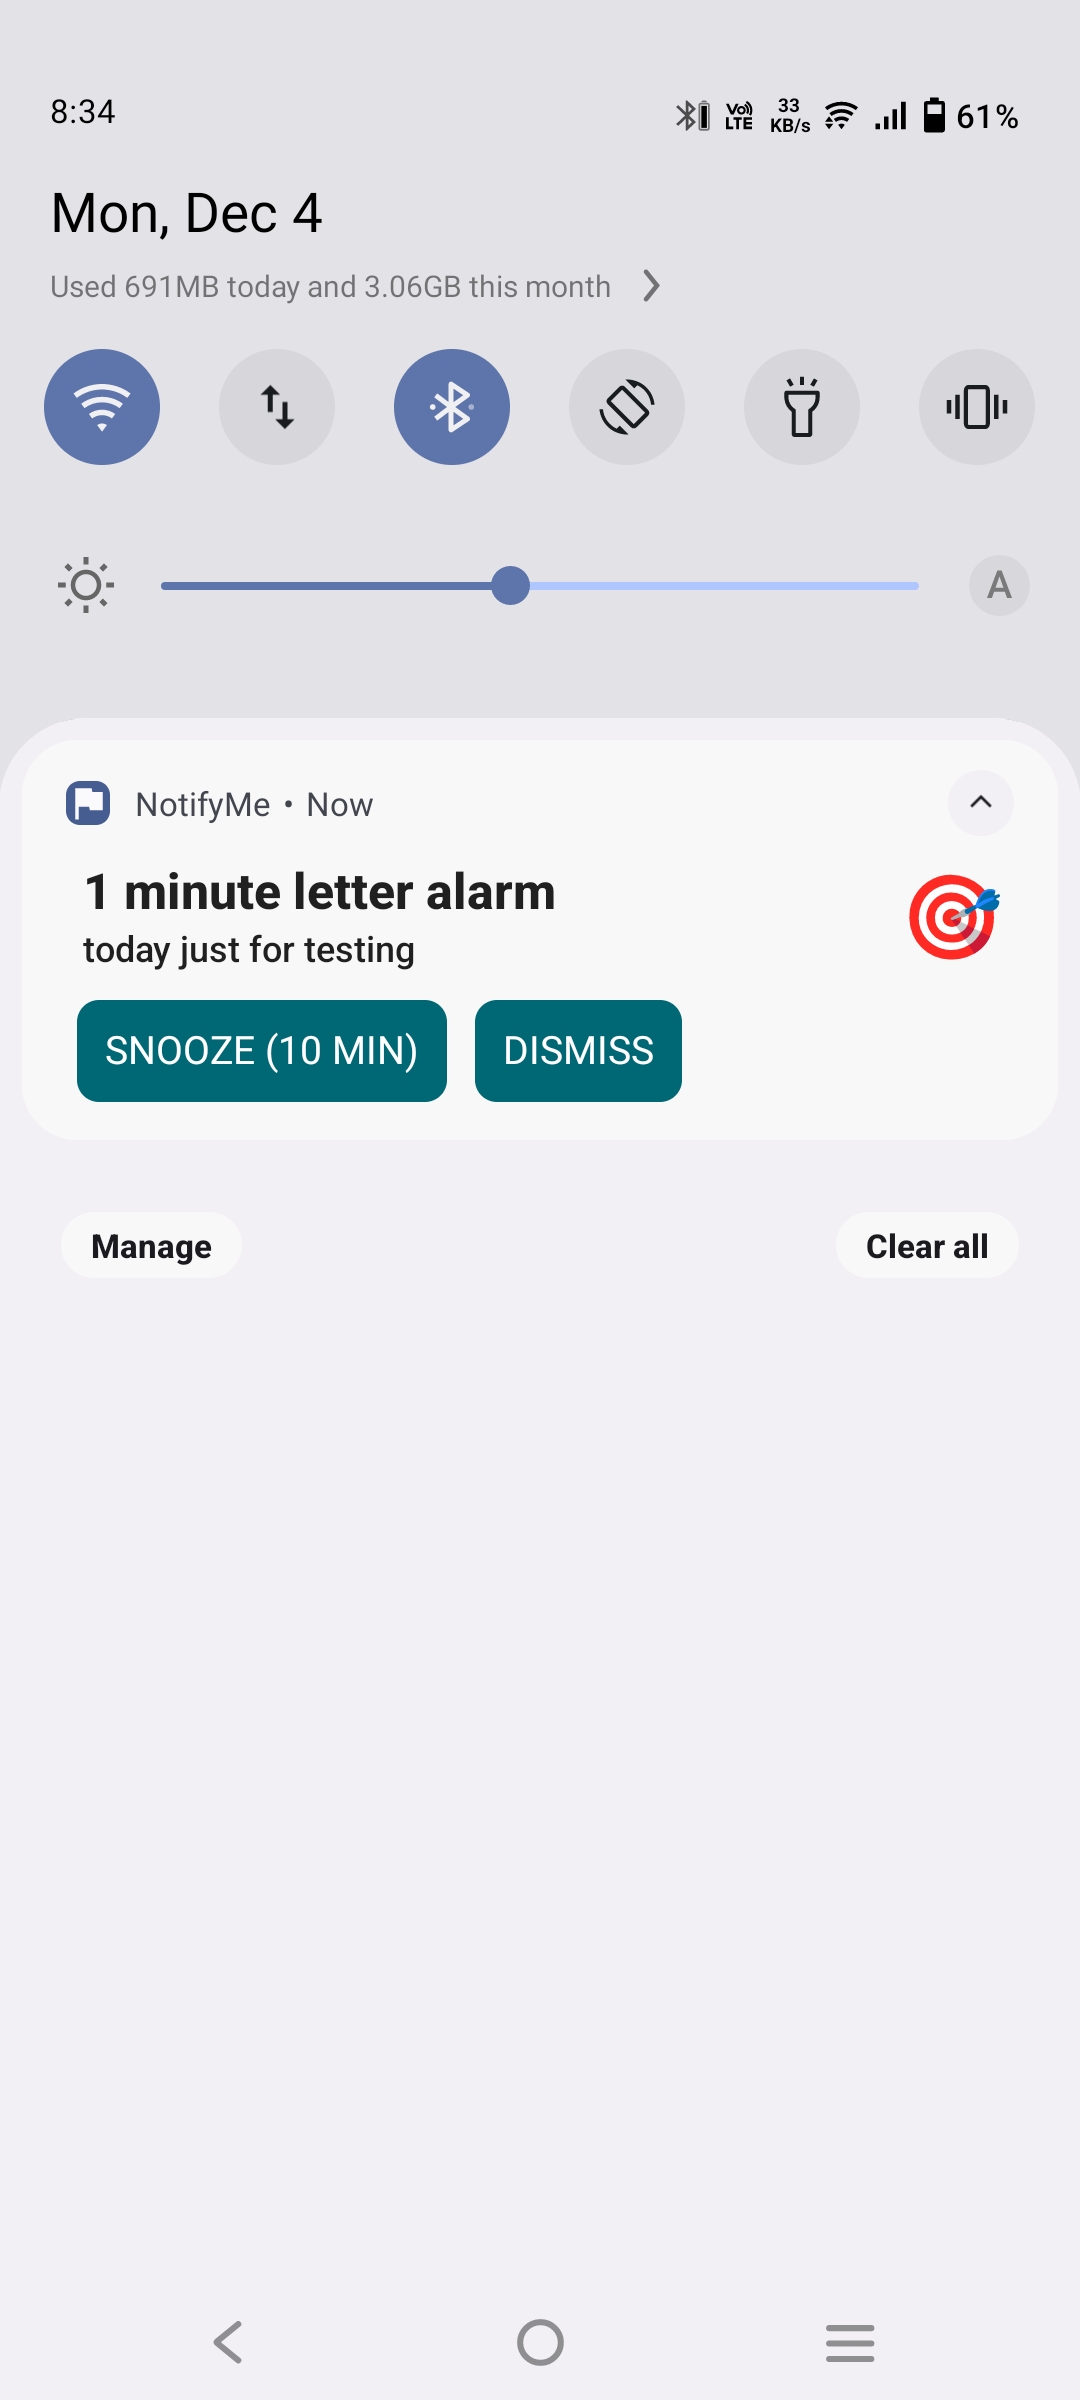 8:34
Vo) LTE
33 KB/s
61%
Mon, Dec 4
Used 691MB today and 3.06GB this month
A
NotifyMe • Now
1 minute letter alarm
today just for testing
SNOOZE (10 MIN) DISMISS
Manage Clear all